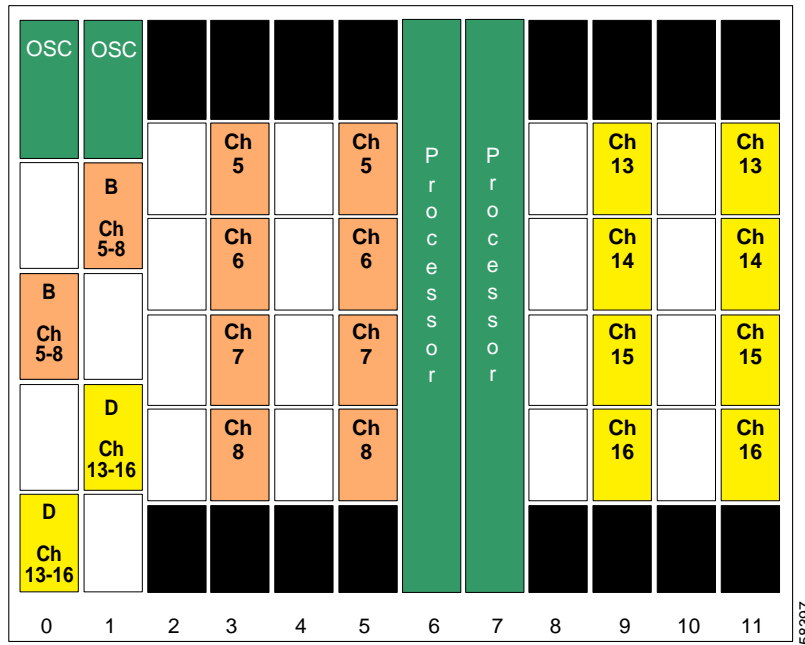 OSC OSC
Ch Ch Ch Ch
5 5 13 13
B
Ch
5-8
Ch Ch Ch Ch
6 6 14 14
B
Ch
5-8
Ch Ch Ch Ch
7 7 15 15
D
Ch
13-16
Ch Ch Ch Ch
8 8 16 16
D
Ch
13-16
Processor
Processor
0 1 2 3 4 5 6 7 8 9 10 11
58397